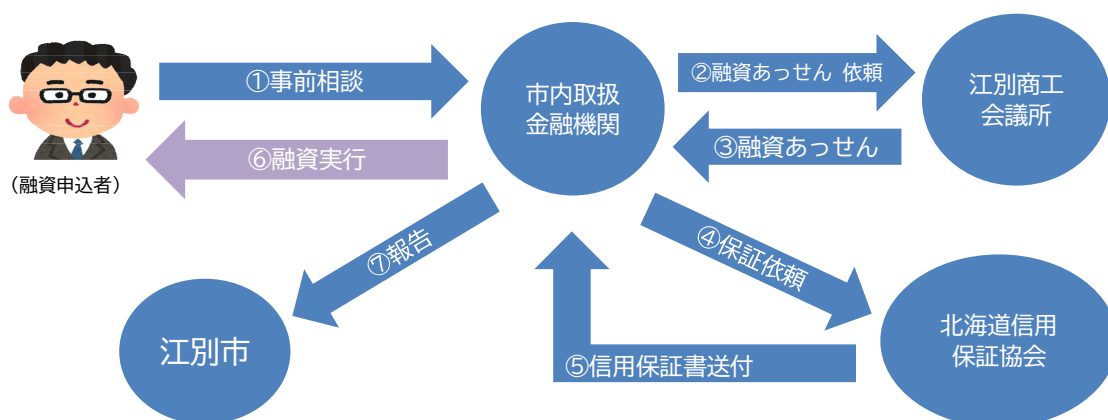 ①事前相談
市内取扱
金融機関
②融資あっせん 依頼
江別商工
会議所
③融資あっせん
⑥融資実行
（融資申込者）
⑦報告
④保証依頼
江別市
⑤信用保証書送付
北海道信用
保証協会